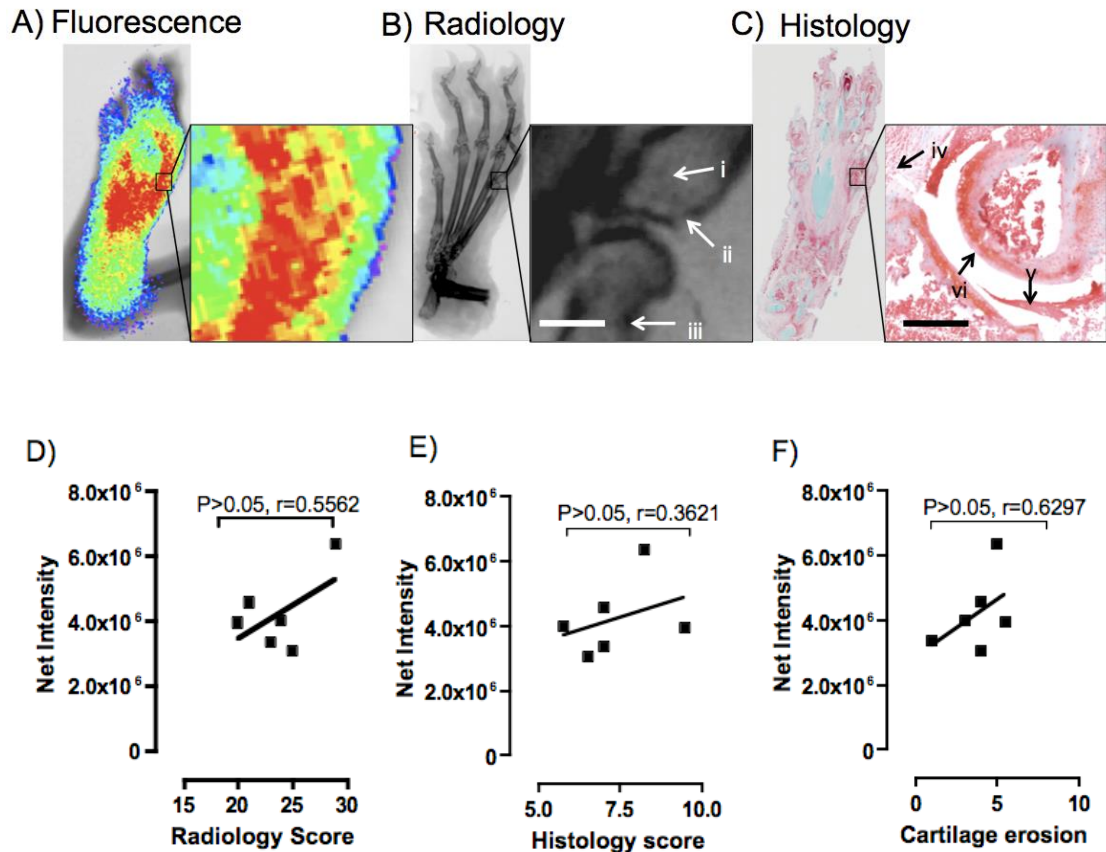 A) Fluorescence
B) Radiology
C) Histology
i
ii
iii
iv
v
vi
D)
P>0.05, r=0.5562
8.0x10⁶
6.0x10⁶
4.0x10⁶
2.0x10⁶
0
Net Intensity
15 20 25 30
Radiology Score
E)
P>0.05, r=0.3621
8.0x10⁶
6.0x10⁶
4.0x10⁶
2.0x10⁶
0
Net Intensity
5.0 7.5 10.0
Histology score
F)
P>0.05, r=0.6297
8.0x10⁶
6.0x10⁶
4.0x10⁶
2.0x10⁶
0
Net Intensity
0 5 10
Cartilage erosion